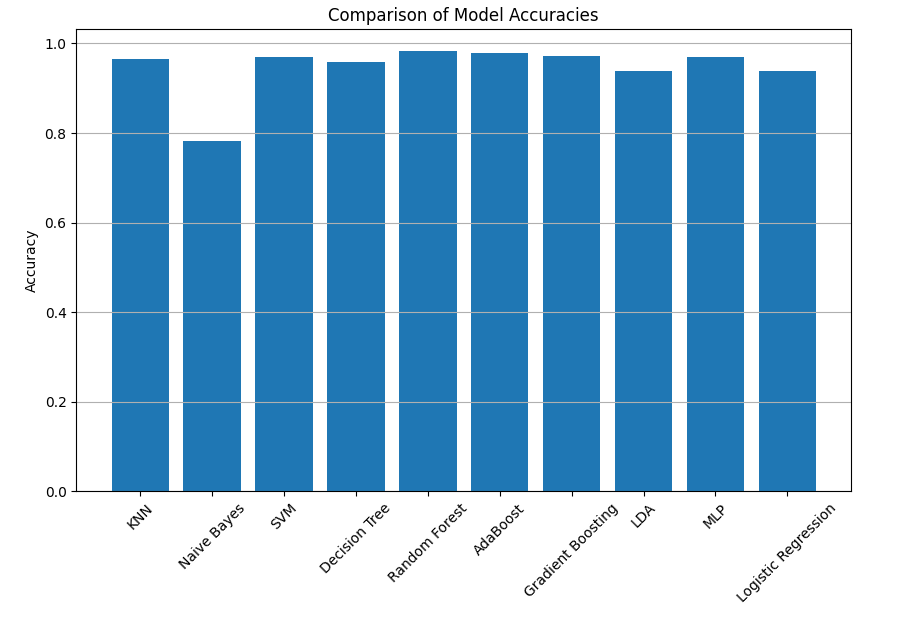 Comparison of Model Accuracies
Accuracy
1.0
0.8
0.6
0.4
0.2
0.0
KNN
Naive Bayes
SVM
Decision Tree
Random Forest
AdaBoost
Gradient Boosting
LDA
MLP
Logistic Regression